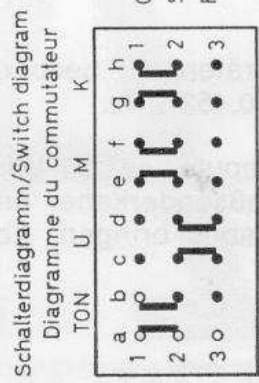 Schalterdiagramm/Switch diagram
Diagramme du commutateur
TON U M K
a b c d e f g h
1 1
2 2
3 3